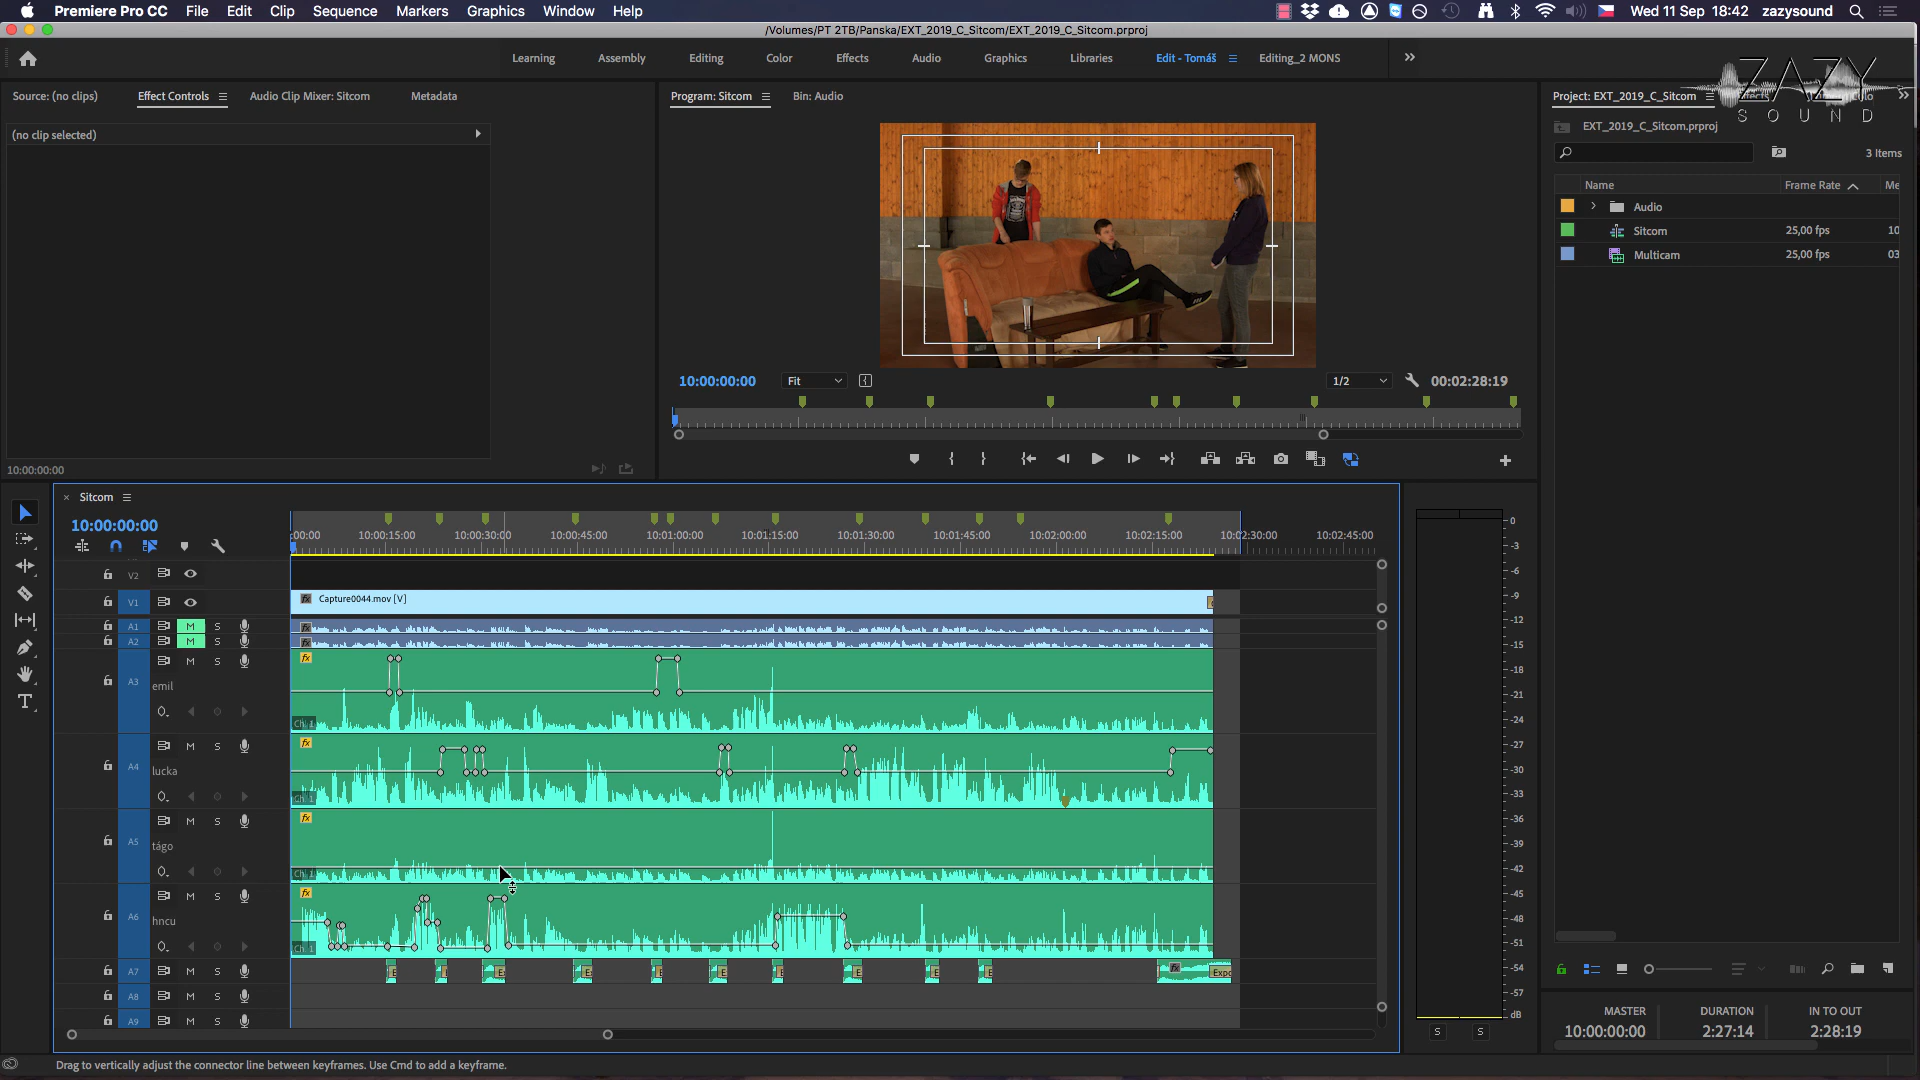 Premiere Pro CC File Edit Clip Sequence Markers Graphics Window Help
Wed 11 Sep 18:42 zazysound
/Volumes/PT 2TB/Panska/EXT_2019_C_Sitcom/EXT_2019_C_Sitcom.prproj
Learning Assembly Editing Color Effects Audio Graphics Libraries Edit - Tomáš Editing_2 MONS
ZAZY
SOUND
Source: (no clips) Effect Controls Audio Clip Mixer: Sitcom Metadata
Program: Sitcom Bin: Audio
Project: EXT_2019_C_Sitcom
(no clip selected)
EXT_2019_C_Sitcom.prproj
3 Items
Name Frame Rate Me
Audio
Sitcom 25,00 fps 10
Multicam 25,00 fps 03
10:00:00:00 Fit 1/2 00:02:28:19
10:00:00:00
Sitcom
10:00:00:00
:00:00 10:00:15:00 10:00:30:00 10:00:45:00 10:01:00:00 10:01:15:00 10:01:30:00 10:01:45:00 10:02:00:00 10:02:15:00 10:02:30:00 10:02:45:00
V2
V1 fx Capture0044.mov [V]
A1 M S fx
A2 M S fx
M S fx
A3
emil
Ch 1
M S fx
A4
lucka
Ch 1
M S fx
A5
tágo
Ch 1
M S fx
A6
hncu
Ch 1
A7 M S fx Expo
A8 M S
A9 M S
0
-3
-6
-9
-12
-15
-18
-21
-24
-27
-30
-33
-36
-39
-42
-45
-48
-51
-54
-57
dB
S S
MASTER DURATION IN TO OUT
10:00:00:00 2:27:14 2:28:19
Drag to vertically adjust the connector line between keyframes. Use Cmd to add a keyframe.